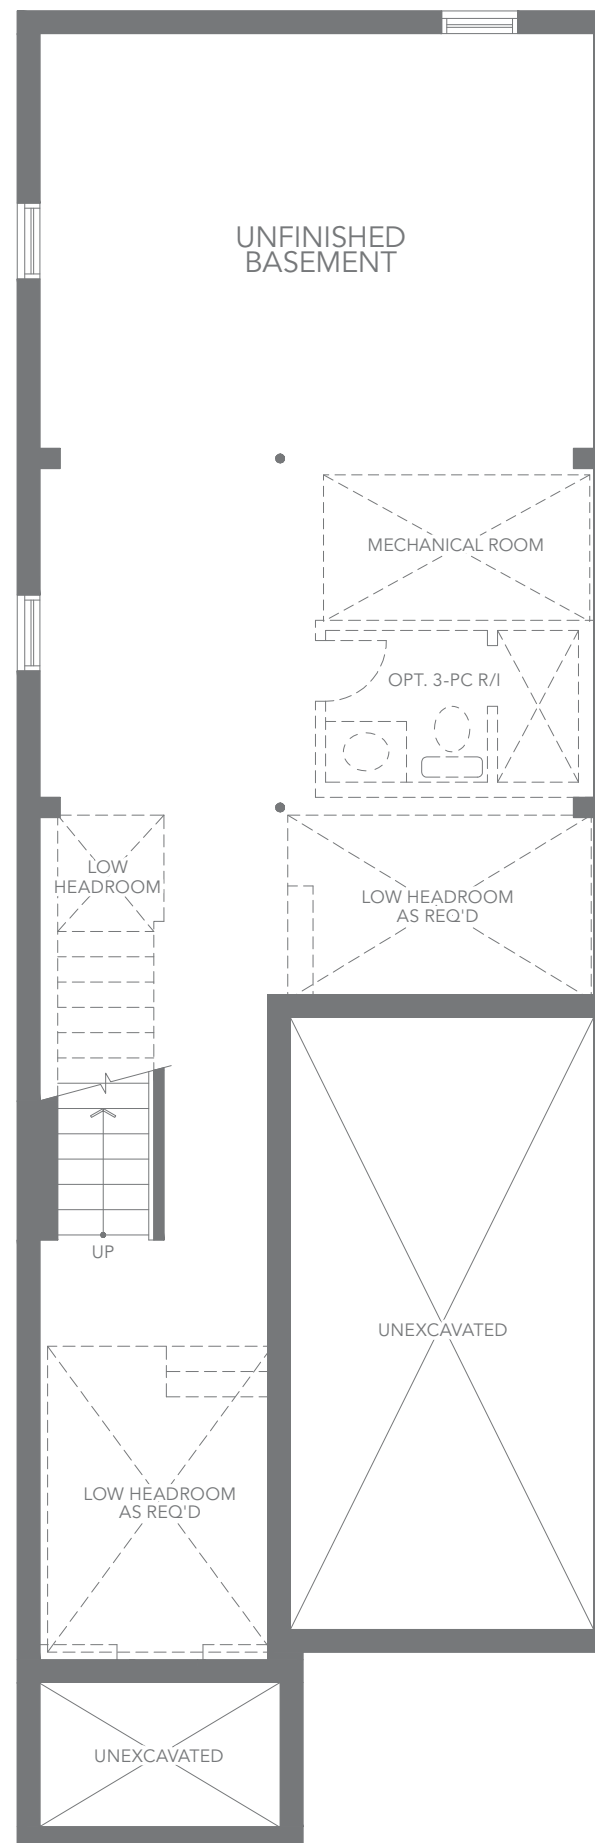 UNFINISHED
BASEMENT
MECHANICAL ROOM
OPT. 3-PC R/I
LOW
HEADROOM
LOW HEADROOM
AS REQ'D
UP
UNEXCAVATED
LOW HEADROOM
AS REQ'D
UNEXCAVATED